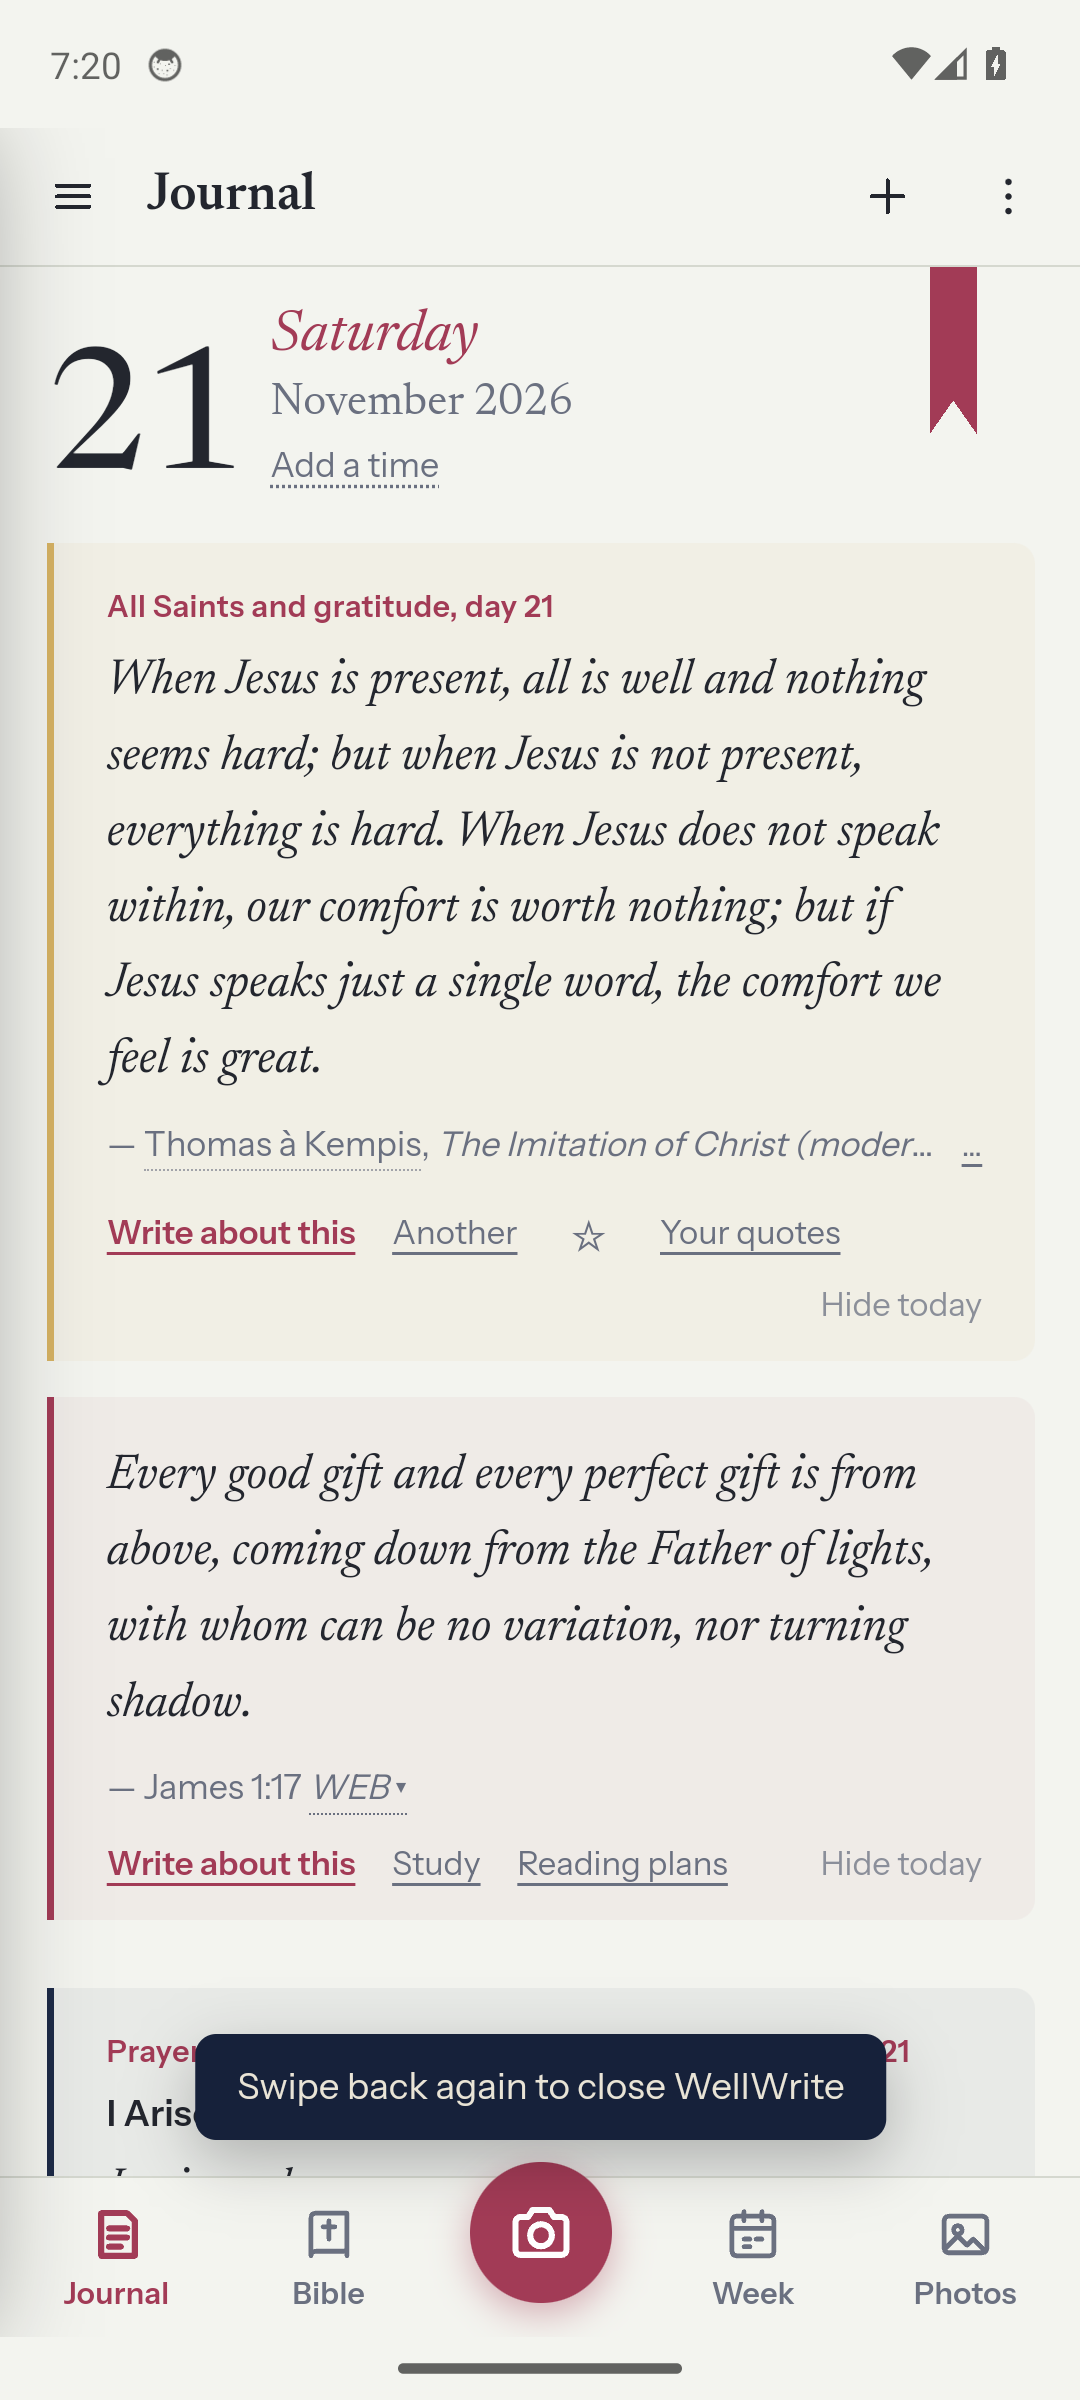 7:20
Journal
21
Saturday
November 2026
Add a time
All Saints and gratitude, day 21
When Jesus is present, all is well and nothing
seems hard; but when Jesus is not present,
everything is hard. When Jesus does not speak
within, our comfort is worth nothing; but if
Jesus speaks just a single word, the comfort we
feel is great.
— Thomas à Kempis, The Imitation of Christ (moder... ...
Write about this Another ☆ Your quotes
Hide today
Every good gift and every perfect gift is from
above, coming down from the Father of lights,
with whom can be no variation, nor turning
shadow.
— James 1:17 WEB ▾
Write about this Study Reading plans Hide today
21
Swipe back again to close WellWrite
I
Journal Bible Week Photos